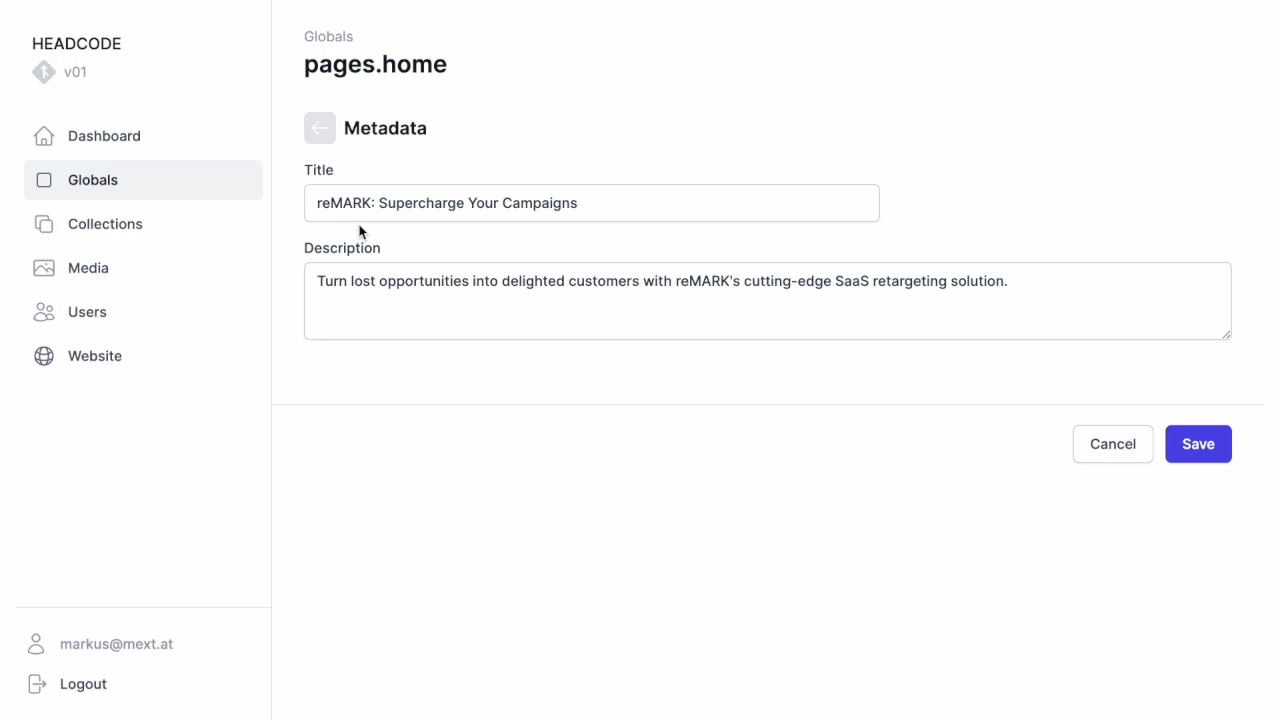 HEADCODE
v01
Dashboard
Globals
Collections
Media
Users
Website
markus@mext.at
Logout
Globals
pages.home
Metadata
Title
reMARK: Supercharge Your Campaigns
Description
Turn lost opportunities into delighted customers with reMARK's cutting-edge SaaS retargeting solution.
Cancel
Save